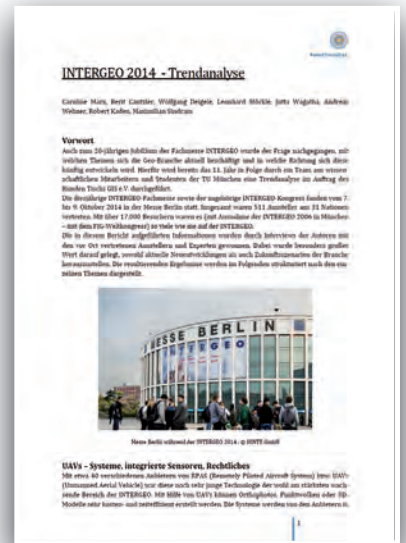 INTERGEO 2014 - Trendanalyse
Caroline Marx, Berit Cantzler, Wolfgang Deigele, Leonhard Stürkle, Jutta Wagatha, Andreas
Webner, Robert Kaden, Maximilian Sindram
Vorwort
Auch zum 20-jährigen Jubiläum der Fachmesse INTERGEO wurde der Frage nachgegangen, mit
welchen Themen sich die Geo-Branche aktuell beschäftigt und in welche Richtung sich diese
künftig entwickeln wird. Hierfür wird bereits das 11. Jahr in Folge durch ein Team aus wissen-
schaftlichen Mitarbeitern und Studenten der TU München eine Trendanalyse im Auftrag des
Runden Tischs GIS e.V. durchgeführt.
Die diesjährige INTERGEO Fachmesse sowie der zugehörige INTERGEO-Kongress fanden vom 7.
bis 9. Oktober 2014 in der Messe Berlin statt. Insgesamt waren 511 Aussteller aus 31 Nationen
vertreten. Mit über 17.000 Besuchern waren es (mit Ausnahme der INTERGEO 2006 in München
– mit dem FIG-Weltkongress) so viele wie nie auf der INTERGEO.
Die in diesem Bericht aufgeführten Informationen wurden durch Interviews der Autoren mit
den vor Ort vertretenen Ausstellern und Experten gewonnen. Dabei wurde besonders großer
Wert darauf gelegt, sowohl aktuelle Neuentwicklungen als auch Zukunftsszenarien der Branche
herauszustellen. Die resultierenden Ergebnisse werden im Folgenden strukturiert nach den ein-
zelnen Themen dargestellt.
MESSE BERLIN
INTERGEO
Messe Berlin während der INTERGEO 2014 - © HINTE GmbH
UAVs – Systeme, integrierte Sensoren, Rechtliches
Mit etwa 60 verschiedenen Anbietern von RPAS (Remotely Piloted Aircraft System) bzw. UAVs
(Unmanned Aerial Vehicle) war diese noch sehr junge Technologie der wohl am stärksten wach-
sende Bereich der INTERGEO. Mit Hilfe von UAVs können Orthophotos, Punktwolken oder 3D-
Modelle sehr kosten- und zeiteffizient erstellt werden. Die Systeme werden von den Anbietern in
1